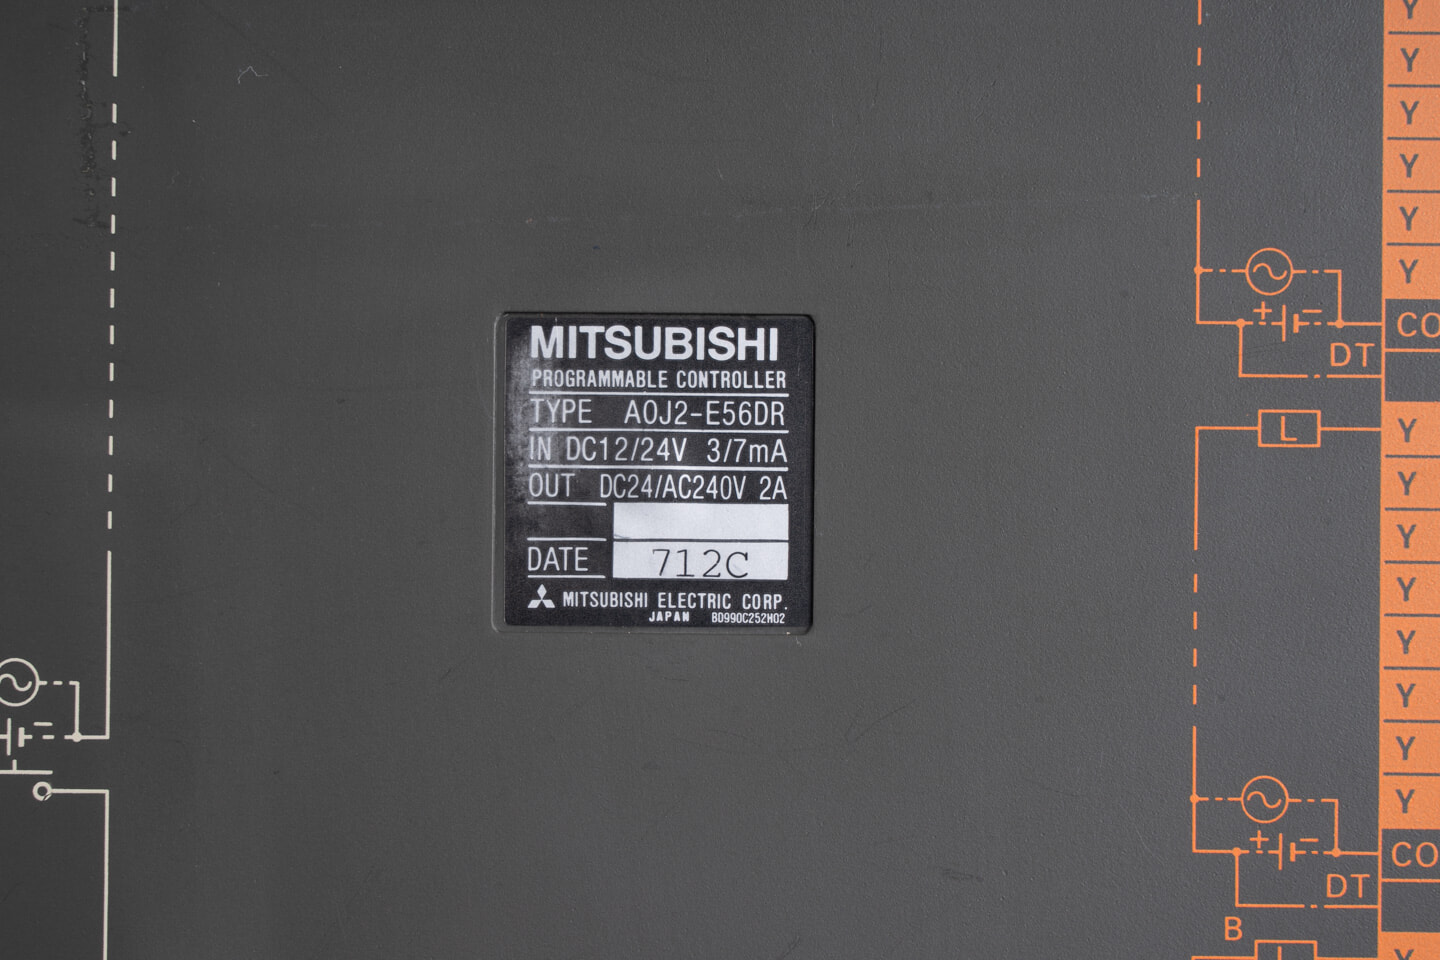 MITSUBISHI
PROGRAMMABLE CONTROLLER
TYPE A0J2-E56DR
IN DC12/24V 3/7mA
OUT DC24/AC240V 2A
DATE 712C
MITSUBISHI ELECTRIC CORP.
JAPAN BD990C252H02
Y
Y
Y
Y
Y
Y
+ −
CO
DT
L
Y
Y
Y
Y
Y
Y
Y
Y
+ −
CO
DT
B
L
Y
−